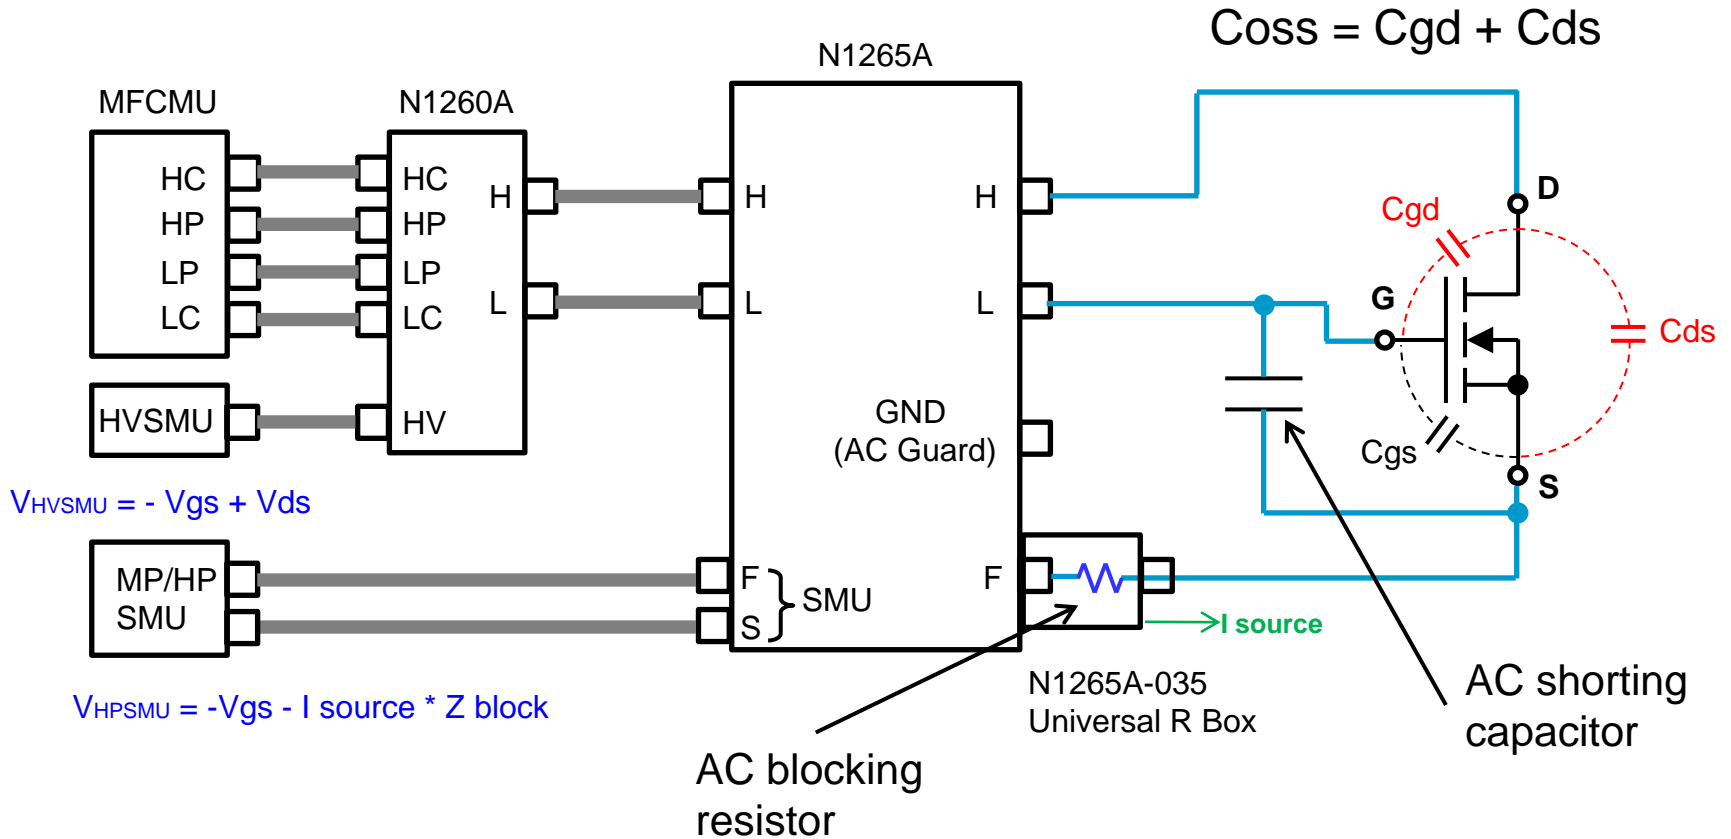 Coss = Cgd + Cds
N1265A
MFCMU
N1260A
HC
HP
LP
LC
HC
HP
LP
LC
H
L
HV
HVSMU
VHVSMU = - Vgs + Vds
MP/HP
SMU
VHPSMU = -Vgs - I source * Z block
H
L
F
S
SMU
H
L
GND
(AC Guard)
F
I source
N1265A-035
Universal R Box
AC blocking
resistor
AC shorting
capacitor
D
Cgd
G
Cds
Cgs
S